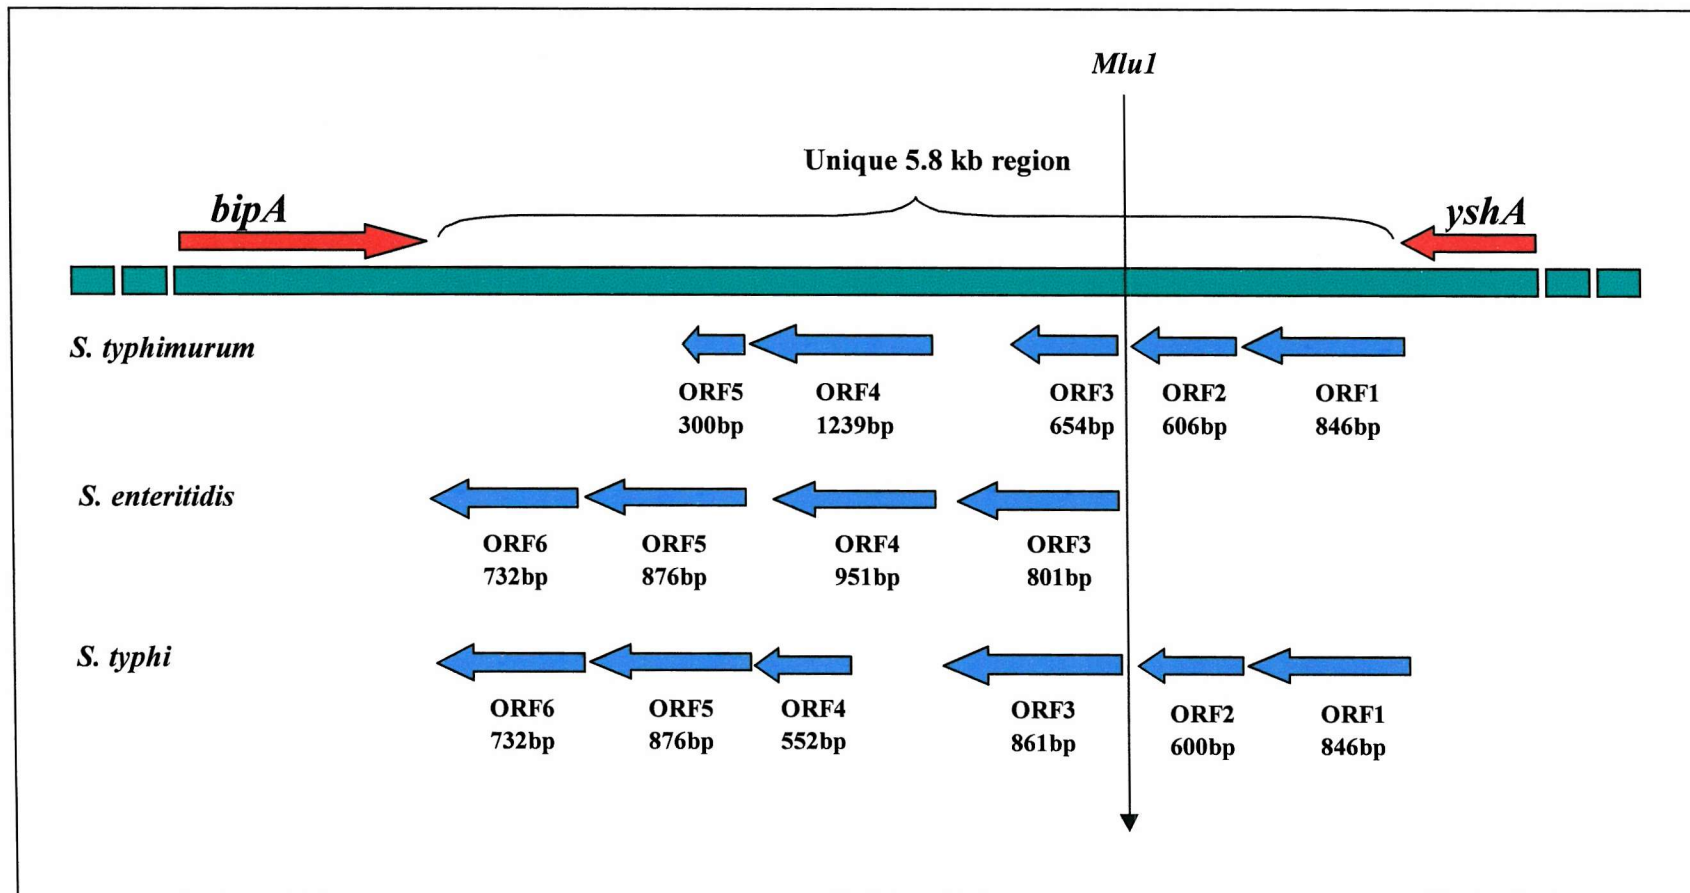 Mlu1
Unique 5.8 kb region
bipA
yshA
S. typhimurum
ORF5 ORF4 ORF3 ORF2 ORF1
300bp 1239bp 654bp 606bp 846bp
S. enteritidis
ORF6 ORF5 ORF4 ORF3
732bp 876bp 951bp 801bp
S. typhi
ORF6 ORF5 ORF4 ORF3 ORF2 ORF1
732bp 876bp 552bp 861bp 600bp 846bp